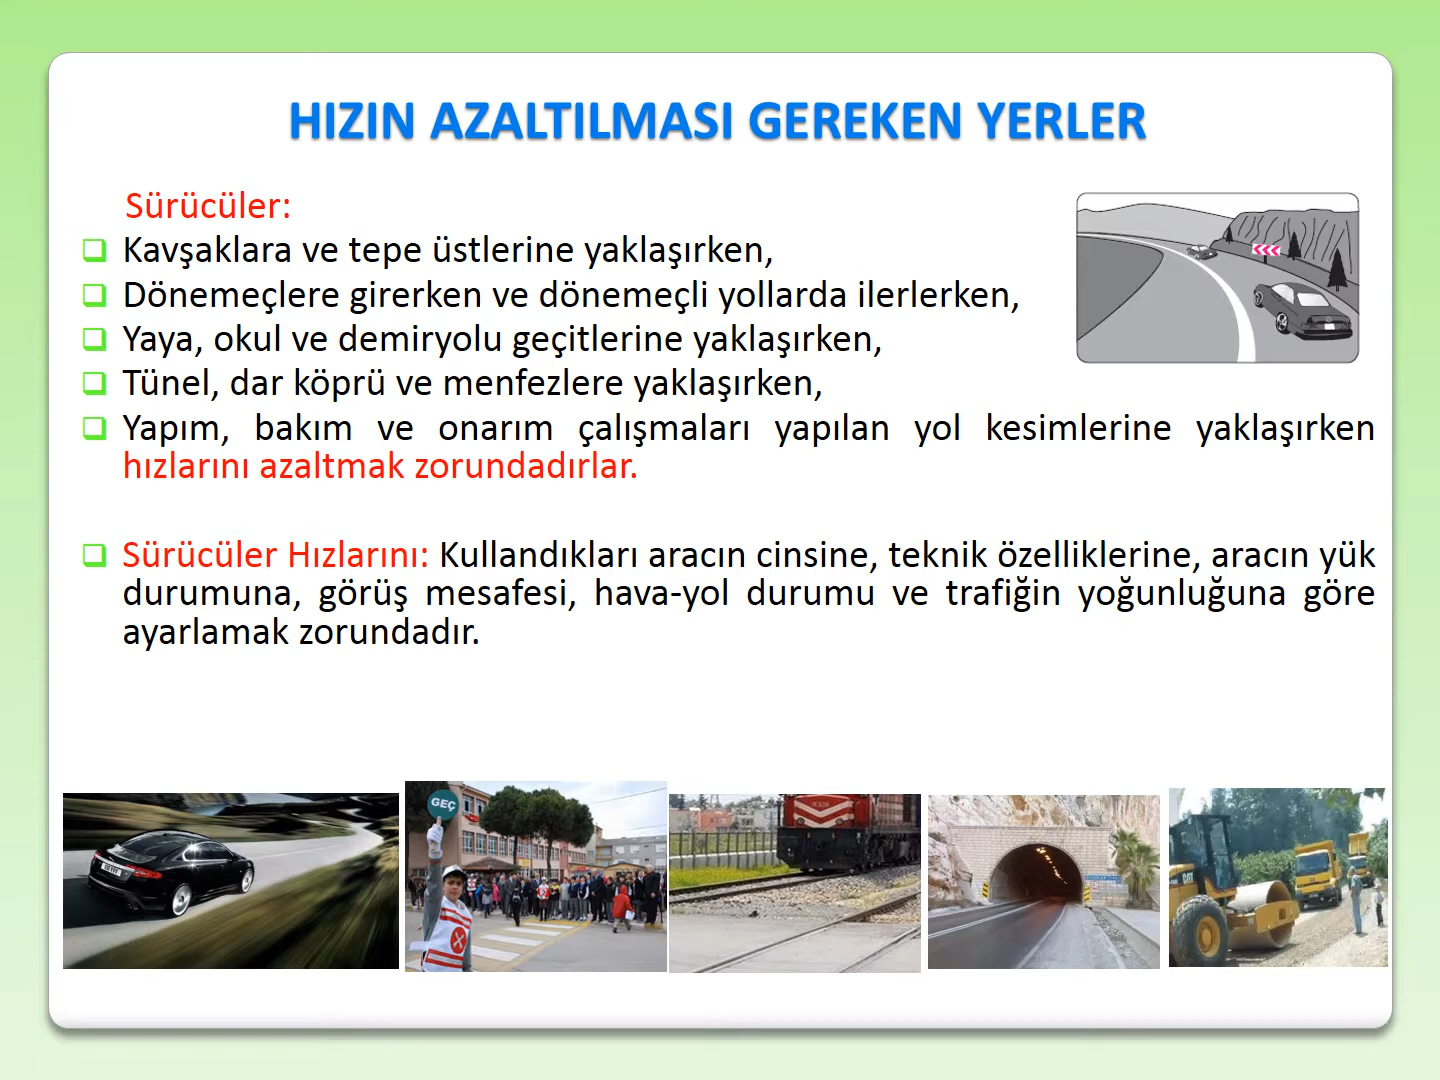 HIZIN AZALTILMASI GEREKEN YERLER
Sürücüler:
Kavşaklara ve tepe üstlerine yaklaşırken,
Dönemeçlere girerken ve dönemeçli yollarda ilerlerken,
Yaya, okul ve demiryolu geçitlerine yaklaşırken,
Tünel, dar köprü ve menfezlere yaklaşırken,
Yapım, bakım ve onarım çalışmaları yapılan yol kesimlerine yaklaşırken
hızlarını azaltmak zorundadırlar.
Sürücüler Hızlarını: Kullandıkları aracın cinsine, teknik özelliklerine, aracın yük
durumuna, görüş mesafesi, hava-yol durumu ve trafiğin yoğunluğuna göre
ayarlamak zorundadır.
GEÇ
CAT